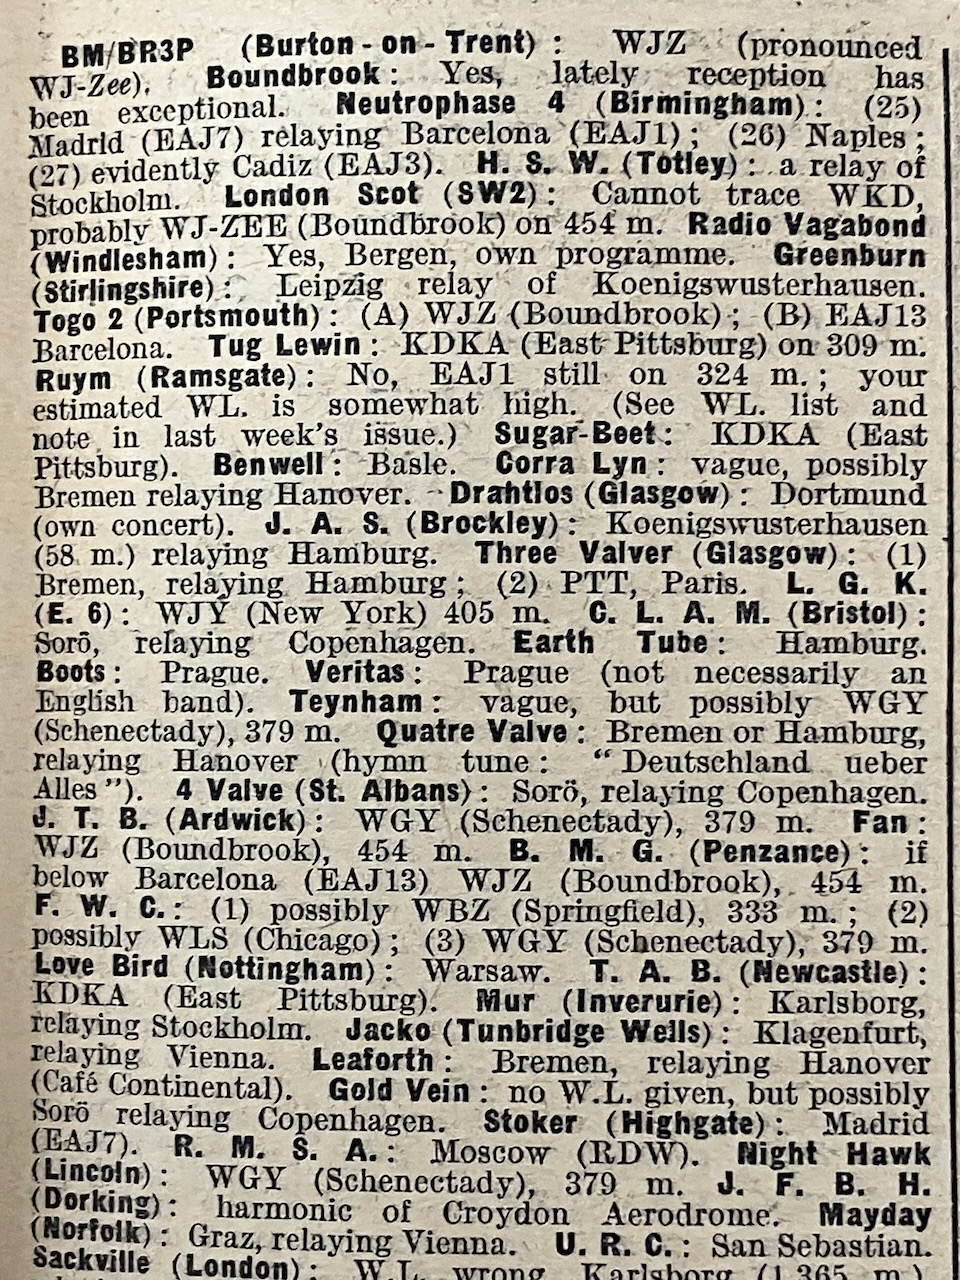 BM/BR3P (Burton-on-Trent): WJZ (pronounced
WJ-Zee). Boundbrook: Yes, lately reception has
been exceptional. Neutrophase 4 (Birmingham): (25)
Madrid (EAJ7) relaying Barcelona (EAJ1); (26) Naples;
(27) evidently Cadiz (EAJ3). H. S. W. (Totley): a relay of
Stockholm. London Scot (SW2): Cannot trace WKD,
probably WJ-ZEE (Boundbrook) on 454 m. Radio Vagabond
(Windlesham): Yes, Bergen, own programme. Greenburn
(Stirlingshire): Leipzig relay of Koenigswusterhausen.
Togo 2 (Portsmouth): (A) WJZ (Boundbrook); (B) EAJ13
Barcelona. Tug Lewin: KDKA (East Pittsburg) on 309 m.
Ruym (Ramsgate): No, EAJ1 still on 324 m.; your
estimated WL. is somewhat high. (See WL. list and
note in last week's issue.) Sugar-Beet: KDKA (East
Pittsburg). Benwell: Basle. Corra Lyn: vague, possibly
Bremen relaying Hanover. Drahtlos (Glasgow): Dortmund
(own concert). J. A. S. (Brockley): Koenigswusterhausen
(58 m.) relaying Hamburg. Three Valver (Glasgow): (1)
Bremen, relaying Hamburg; (2) PTT, Paris. L. G. K.
(E. 6): WJY (New York) 405 m. C. L. A. M. (Bristol):
Sorö, relaying Copenhagen. Earth Tube: Hamburg.
Boots: Prague. Veritas: Prague (not necessarily an
English band). Teynham: vague, but possibly WGY
(Schenectady), 379 m. Quatre Valve: Bremen or Hamburg,
relaying Hanover (hymn tune: "Deutschland ueber
Alles"). 4 Valve (St. Albans): Sorö, relaying Copenhagen.
J. T. B. (Ardwick): WGY (Schenectady), 379 m. Fan:
WJZ (Boundbrook), 454 m. B. M. G. (Penzance): if
below Barcelona (EAJ13) WJZ (Boundbrook), 454 m.
F. W. C.: (1) possibly WBZ (Springfield), 333 m.; (2)
possibly WLS (Chicago); (3) WGY (Schenectady), 379 m.
Love Bird (Nottingham): Warsaw. T. A. B. (Newcastle):
KDKA (East Pittsburg). Mur (Inverurie): Karlsborg,
relaying Stockholm. Jacko (Tunbridge Wells): Klagenfurt,
relaying Vienna. Leaforth: Bremen, relaying Hanover
(Café Continental). Gold Vein: no W.L. given, but possibly
Sorö relaying Copenhagen. Stoker (Highgate): Madrid
(EAJ7). R. M. S. A.: Moscow (RDW). Night Hawk
(Lincoln): WGY (Schenectady), 379 m. J. F. B. H.
(Dorking): harmonic of Croydon Aerodrome. Mayday
(Norfolk): Graz, relaying Vienna. U. R. C.: San Sebastian.
Sackville (London): W.L. wrong, Karlsborg (1,365 m.)